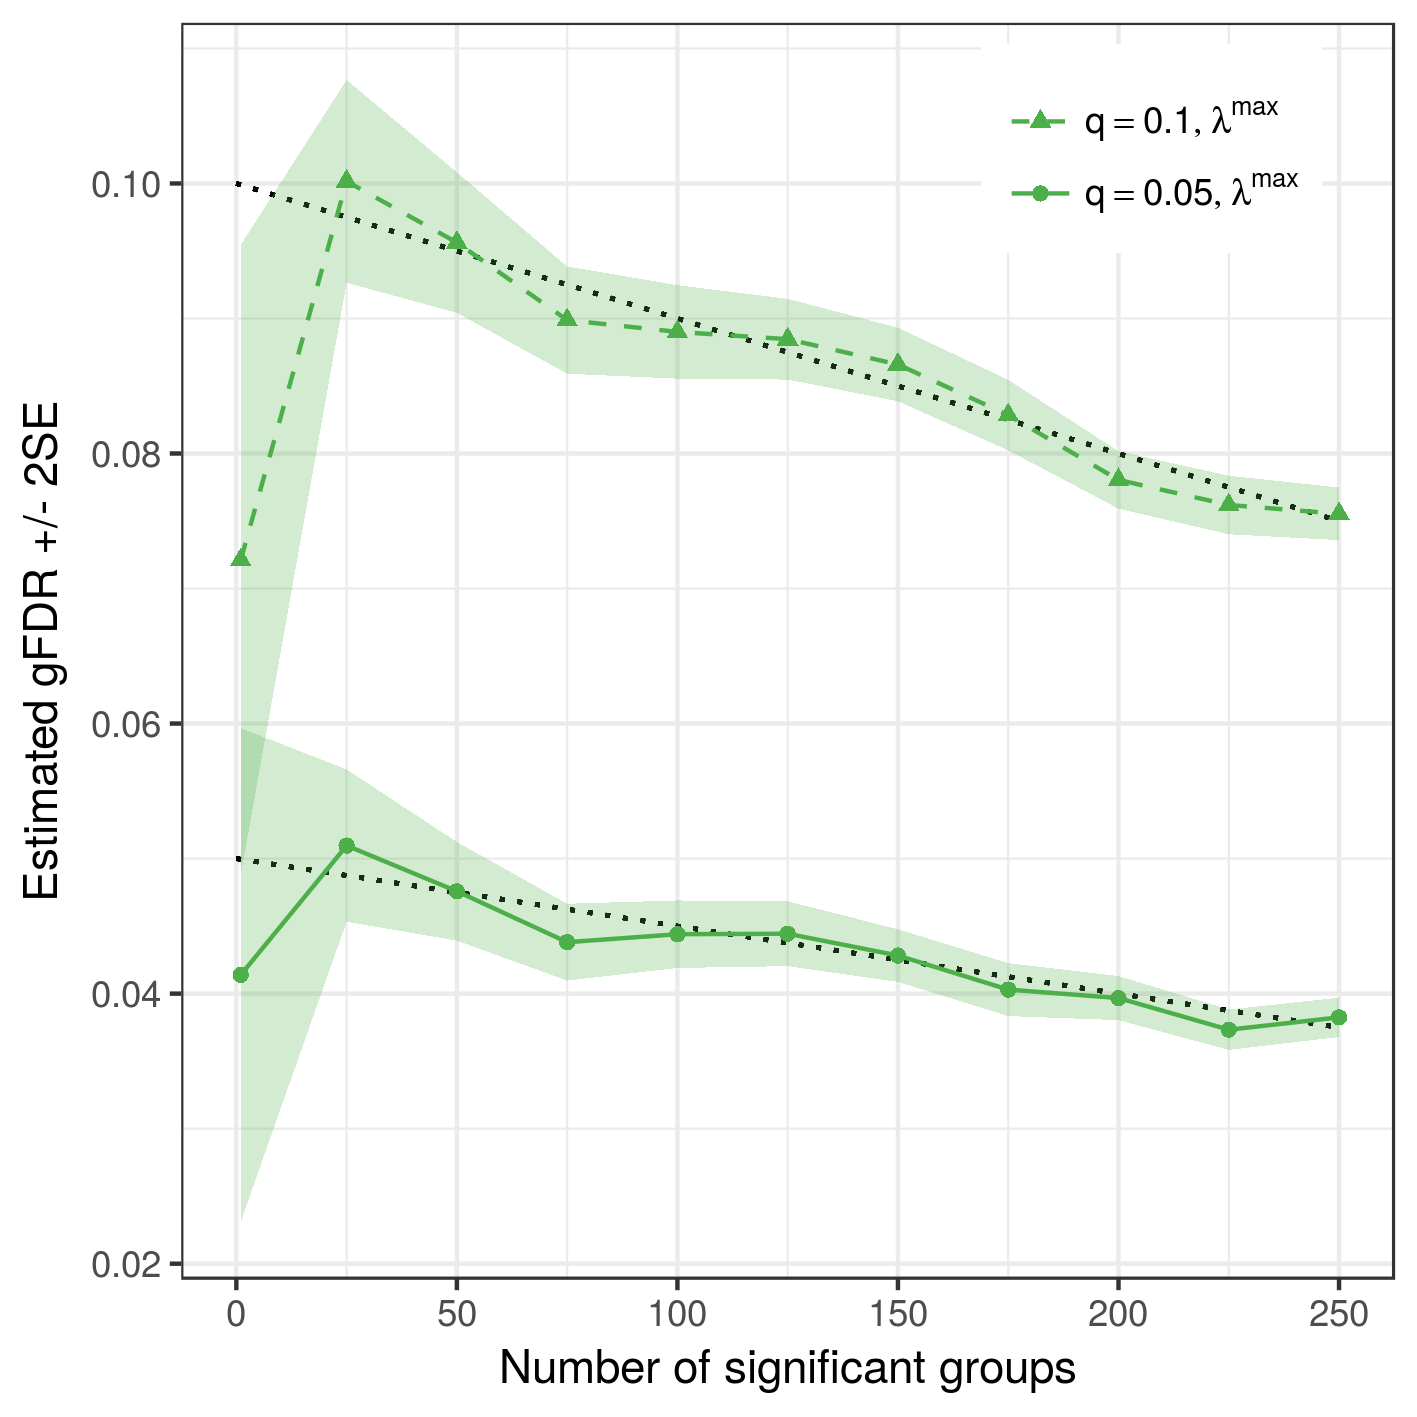 q = 0.1, λ^max
q = 0.05, λ^max
Estimated gFDR +/- 2SE
0.10
0.08
0.06
0.04
0.02
0 50 100 150 200 250
Number of significant groups